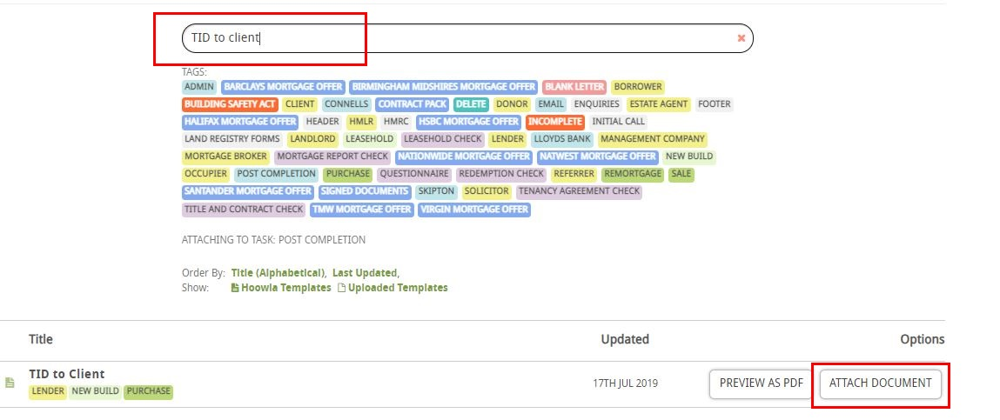 TID to client
TAGS:
ADMIN BARCLAYS MORTGAGE OFFER BIRMINGHAM MIDSHIRES MORTGAGE OFFER BLANK LETTER BORROWER
BUILDING SAFETY ACT CLIENT CONNELLS CONTRACT PACK DELETE DONOR EMAIL ENQUIRIES ESTATE AGENT FOOTER
HALIFAX MORTGAGE OFFER HEADER HMLR HMRC HSBC MORTGAGE OFFER INCOMPLETE INITIAL CALL
LAND REGISTRY FORMS LANDLORD LEASEHOLD LEASEHOLD CHECK LENDER LLOYDS BANK MANAGEMENT COMPANY
MORTGAGE BROKER MORTGAGE REPORT CHECK NATIONWIDE MORTGAGE OFFER NATWEST MORTGAGE OFFER NEW BUILD
OCCUPIER POST COMPLETION PURCHASE QUESTIONNAIRE REDEMPTION CHECK REFERRER REMORTGAGE SALE
SANTANDER MORTGAGE OFFER SIGNED DOCUMENTS SKIPTON SOLICITOR TENANCY AGREEMENT CHECK
TITLE AND CONTRACT CHECK TMW MORTGAGE OFFER VIRGIN MORTGAGE OFFER
ATTACHING TO TASK: POST COMPLETION
Order By: Title (Alphabetical), Last Updated,
Show: Hoowla Templates Uploaded Templates
Title Updated Options
TID to Client
LENDER NEW BUILD PURCHASE
17TH JUL 2019 PREVIEW AS PDF ATTACH DOCUMENT